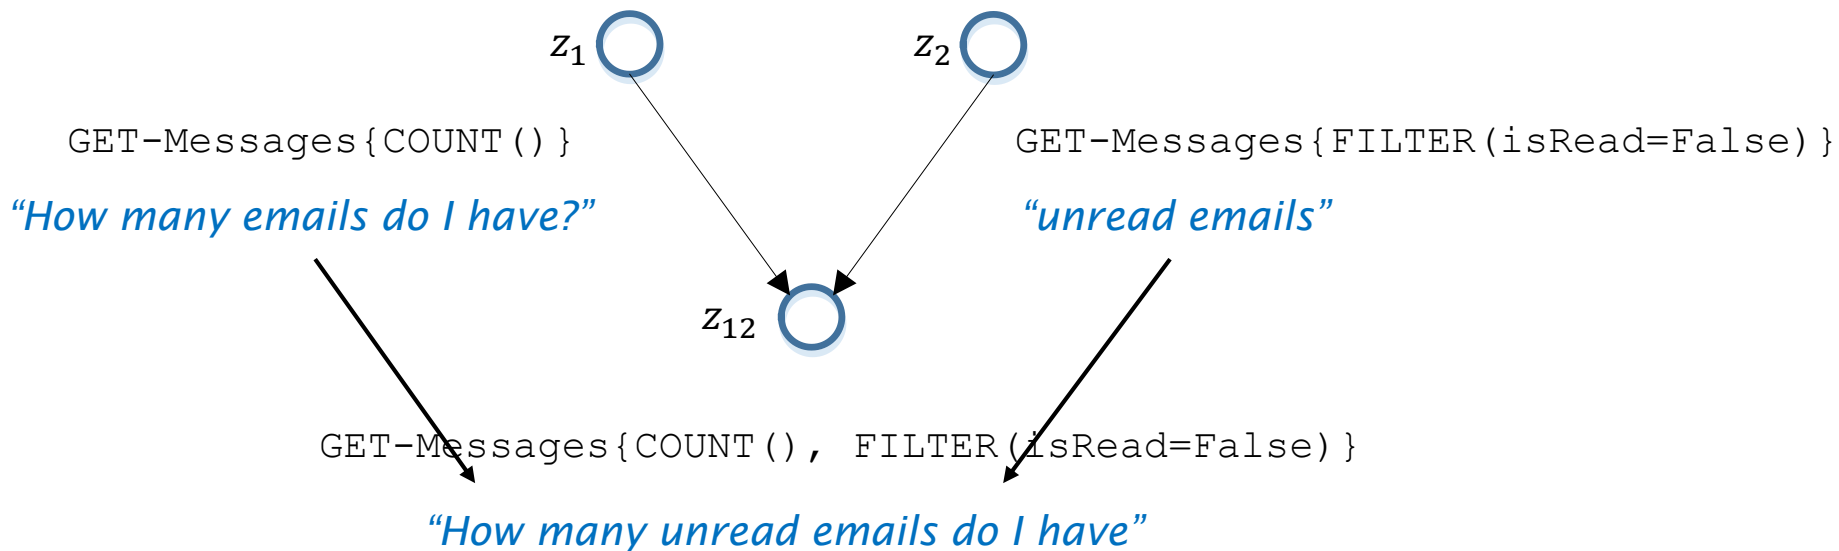 z₁
z₂
GET-Messages{COUNT()}
GET-Messages{FILTER(isRead=False)}
“How many emails do I have?”
“unread emails”
z₁₂
GET-Messages{COUNT(), FILTER(isRead=False)}
“How many unread emails do I have”